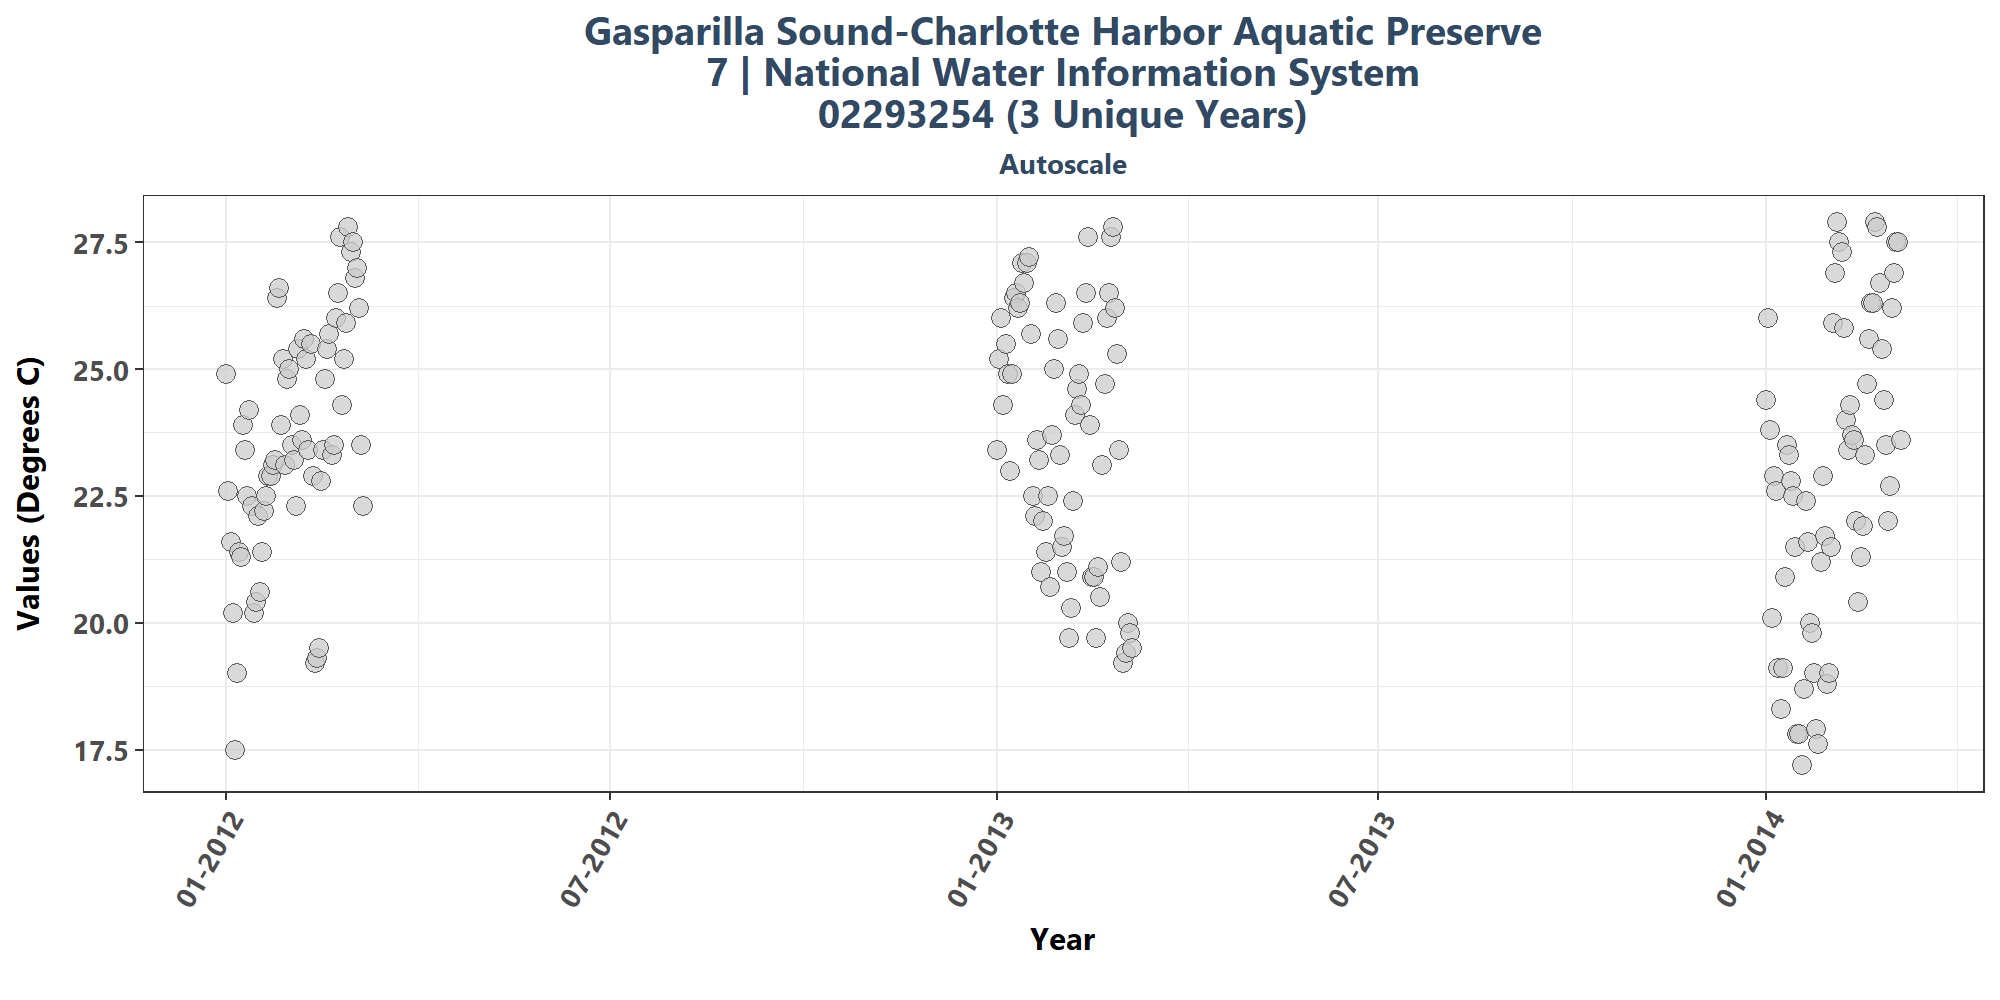 Gasparilla Sound-Charlotte Harbor Aquatic Preserve
7 | National Water Information System
02293254 (3 Unique Years)
Autoscale
Values (Degrees C)
27.5
25.0
22.5
20.0
17.5
01-2012
07-2012
01-2013
07-2013
01-2014
Year